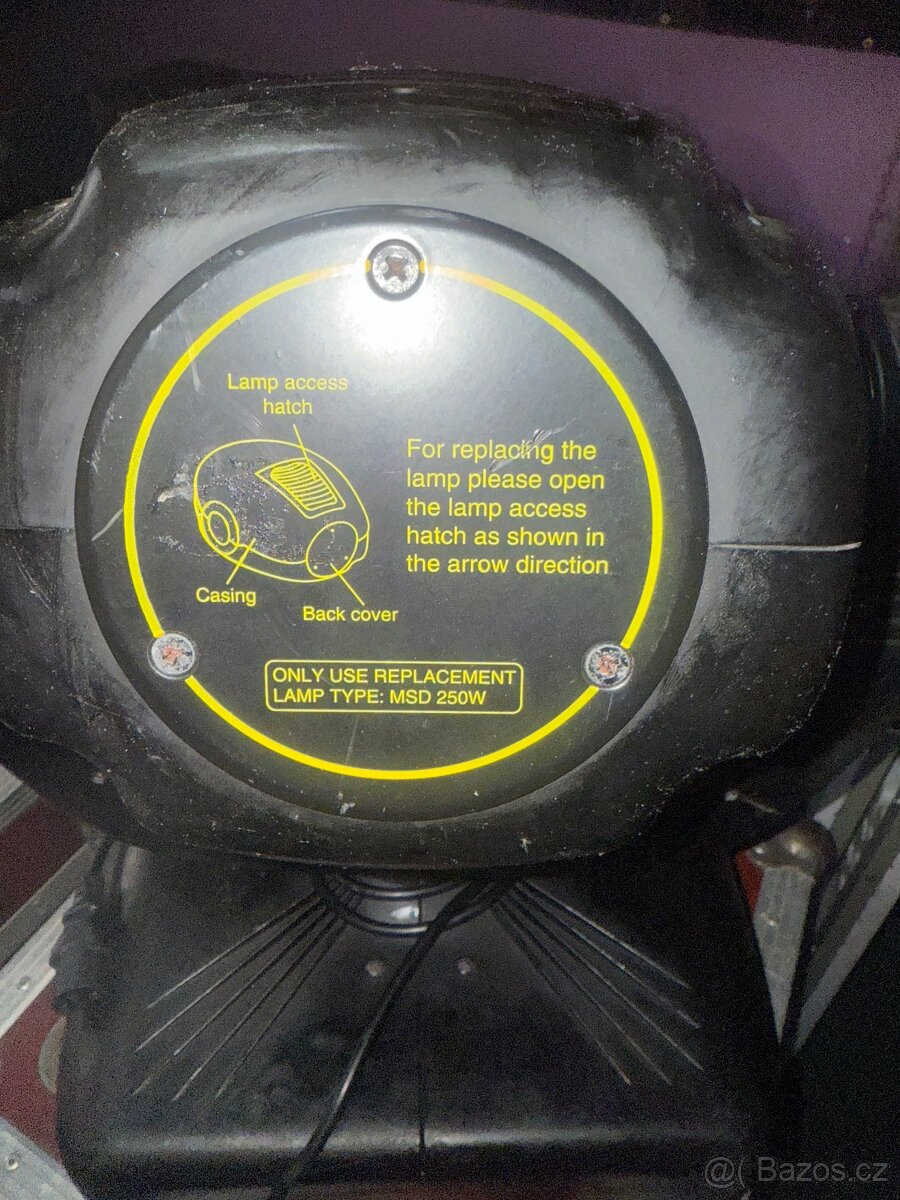 Lamp access
hatch
For replacing the
lamp please open
the lamp access
hatch as shown in
the arrow direction
Casing
Back cover
ONLY USE REPLACEMENT
LAMP TYPE: MSD 250W
@( Bazos.cz